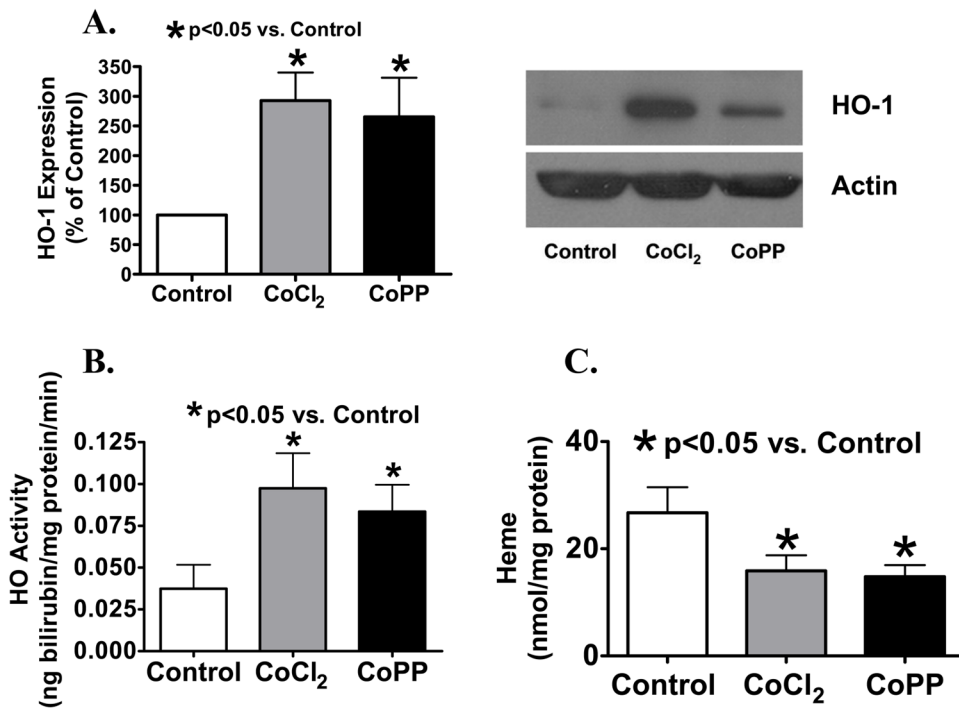 A.
* p<0.05 vs. Control
HO-1 Expression
(% of Control)
350
300
250
200
150
100
50
0
* *
Control CoCl₂ CoPP
HO-1
Actin
Control CoCl₂ CoPP
B.
* p<0.05 vs. Control
HO Activity
(ng bilirubin/mg protein/min)
0.125
0.100
0.075
0.050
0.025
0.000
* *
Control CoCl₂ CoPP
C.
* p<0.05 vs. Control
Heme
(nmol/mg protein)
40
20
0
* *
Control CoCl₂ CoPP